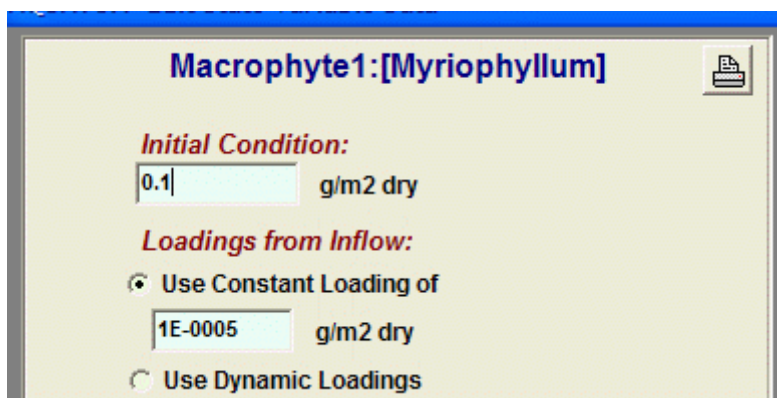 Macrophyte1:[Myriophyllum]
Initial Condition:
0.1
g/m2 dry
Loadings from Inflow:
Use Constant Loading of
1E-0005
g/m2 dry
Use Dynamic Loadings